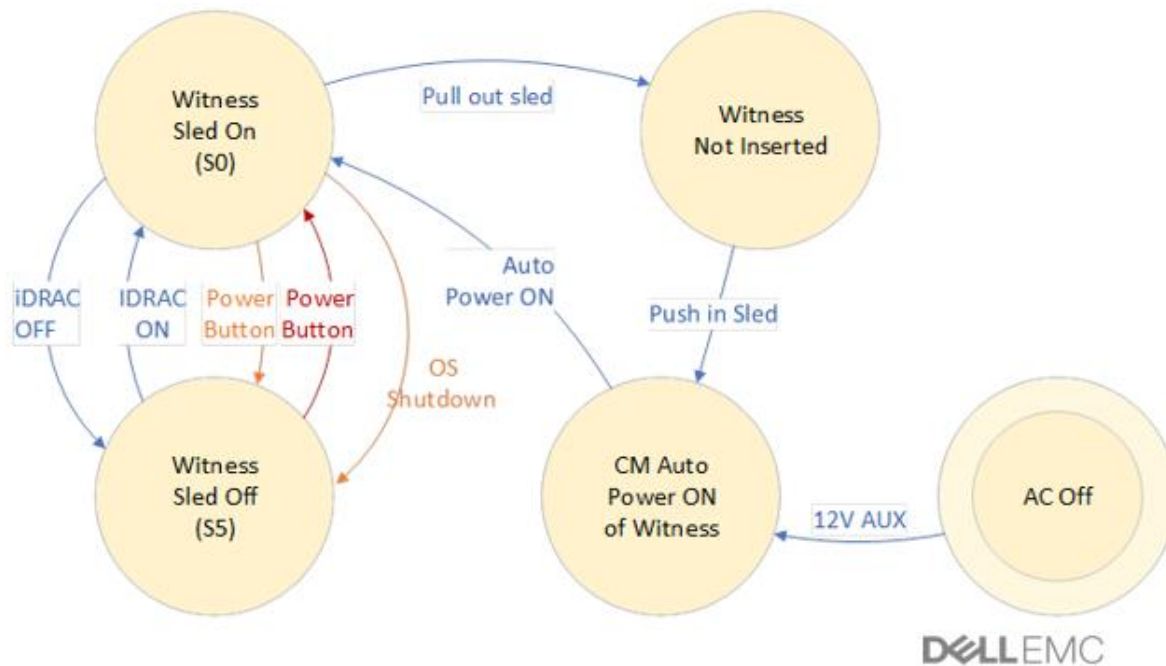 Witness
Sled On
(S0)
Pull out sled
Witness
Not Inserted
iDRAC
OFF
IDRAC
ON
Power
Button
Power
Button
OS
Shutdown
Auto
Power ON
Push in Sled
Witness
Sled Off
(S5)
CM Auto
Power ON
of Witness
12V AUX
AC Off
DELLEMC